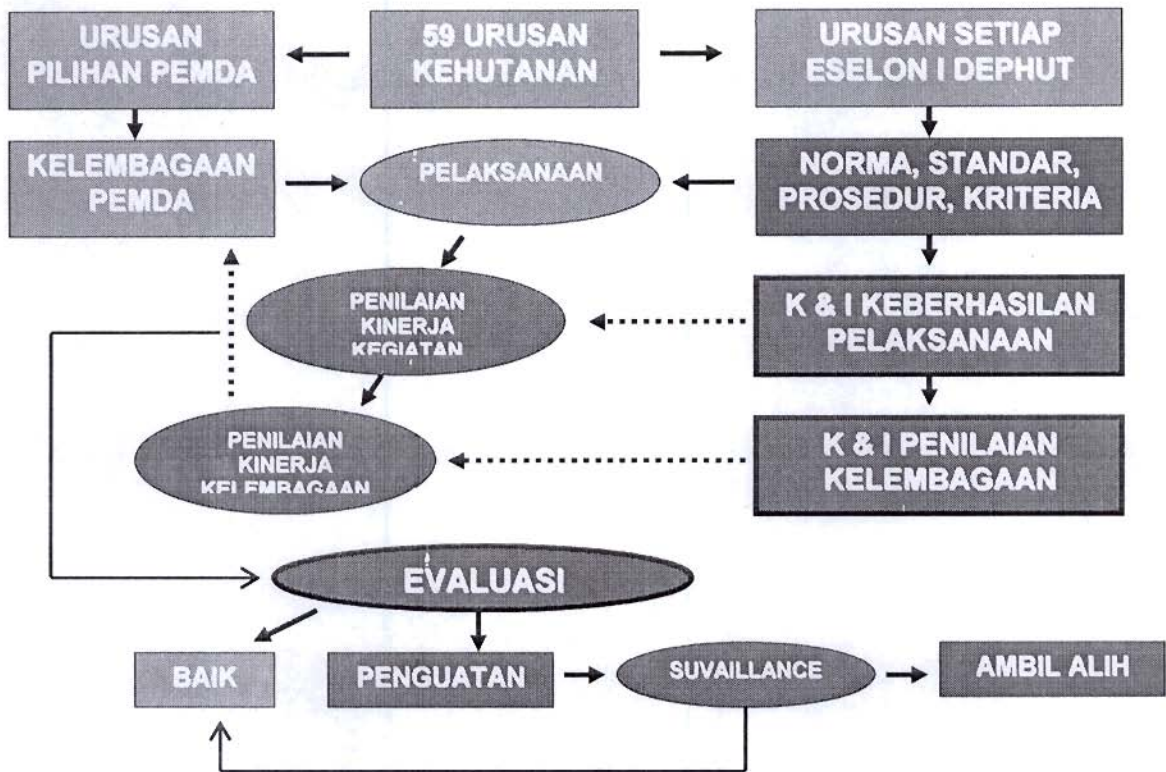 URUSAN
PILIHAN PEMDA
59 URUSAN
KEHUTANAN
URUSAN SETIAP
ESELON I DEPHUT
KELEMBAGAAN
PEMDA
PELAKSANAAN
NORMA, STANDAR,
PROSEDUR, KRITERIA
PENILAIAN
KINERJA
KEGIATAN
K & I KEBERHASILAN
PELAKSANAAN
PENILAIAN
KINERJA
KELEMBAGAAN
K & I PENILAIAN
KELEMBAGAAN
EVALUASI
BAIK
PENGUATAN
SUVAILLANCE
AMBIL ALIH